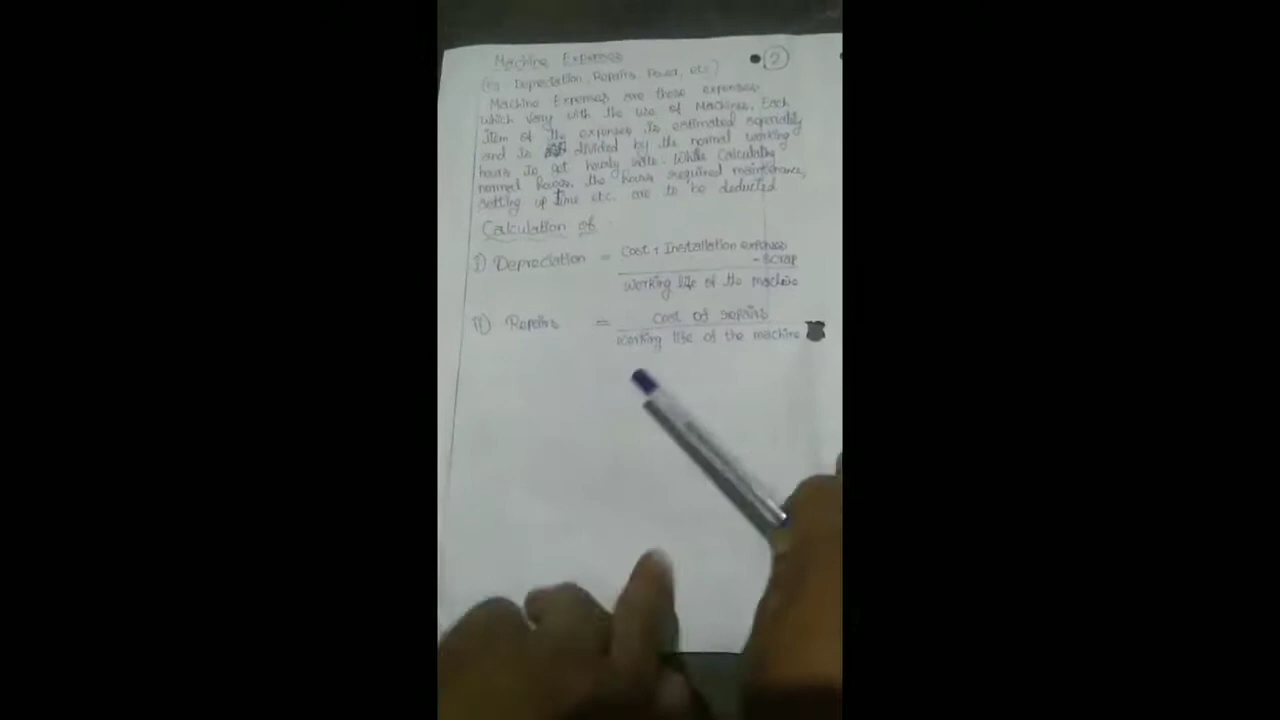 Machine Expenses
2
(Eg Depreciation, Repairs, Power, etc)
Machine Expenses are those expenses
which vary with the use of Machines. Each
item of the expenses is estimated seperately
and is divided by the normal working
hours to get hourly rate. While Calculating
normal hours, the hours required maintenance,
setting up time etc. are to be deducted
Calculation of
I) Depreciation = Cost + Installation expenses
- scrap
working life of the machine
II) Repairs = Cost of repairs
working life of the machine